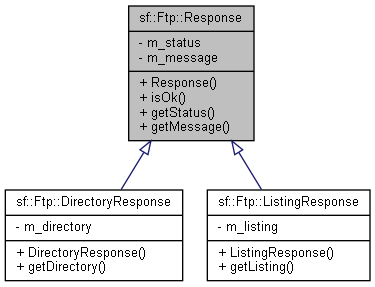 sf::Ftp::Response
- m_status
- m_message
+ Response()
+ isOk()
+ getStatus()
+ getMessage()
sf::Ftp::DirectoryResponse
- m_directory
+ DirectoryResponse()
+ getDirectory()
sf::Ftp::ListingResponse
- m_listing
+ ListingResponse()
+ getListing()